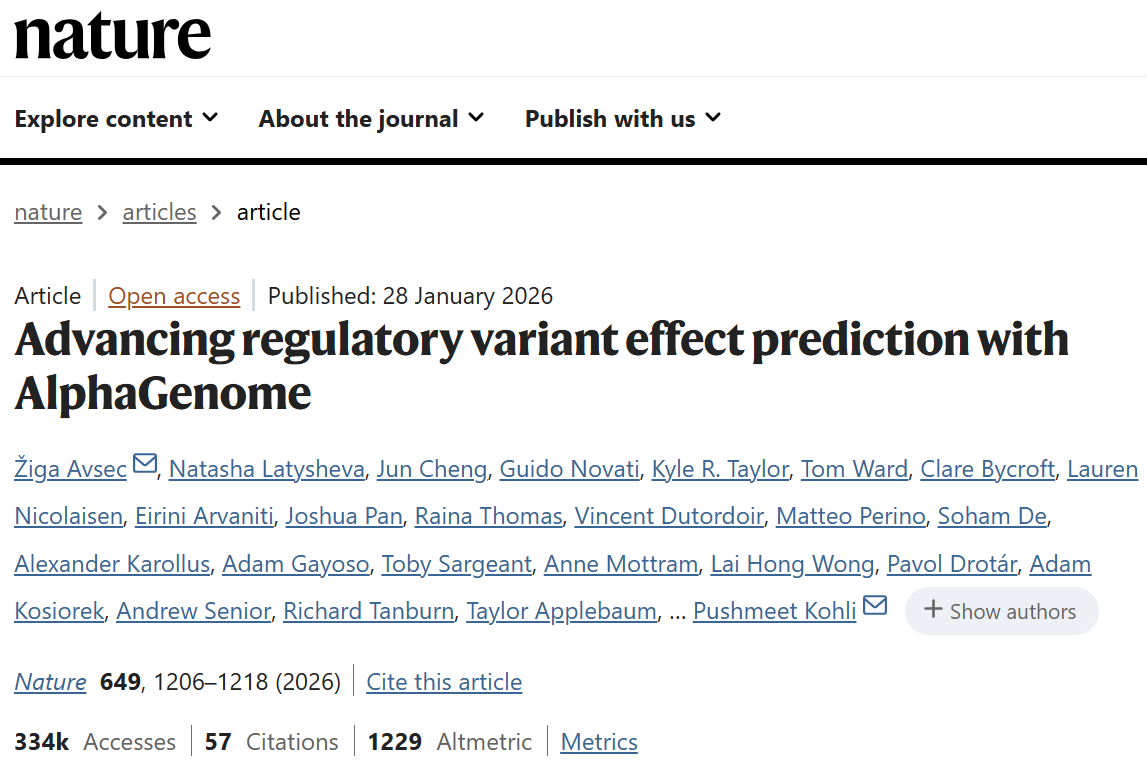 nature
Explore content About the journal Publish with us
nature > articles > article
Article Open access Published: 28 January 2026
Advancing regulatory variant effect prediction with
AlphaGenome
Žiga Avsec, Natasha Latysheva, Jun Cheng, Guido Novati, Kyle R. Taylor, Tom Ward, Clare Bycroft, Lauren
Nicolaisen, Eirini Arvaniti, Joshua Pan, Raina Thomas, Vincent Dutordoir, Matteo Perino, Soham De,
Alexander Karollus, Adam Gayoso, Toby Sargeant, Anne Mottram, Lai Hong Wong, Pavol Drotár, Adam
Kosiorek, Andrew Senior, Richard Tanburn, Taylor Applebaum, … Pushmeet Kohli + Show authors
Nature 649, 1206–1218 (2026) Cite this article
334k Accesses 57 Citations 1229 Altmetric Metrics